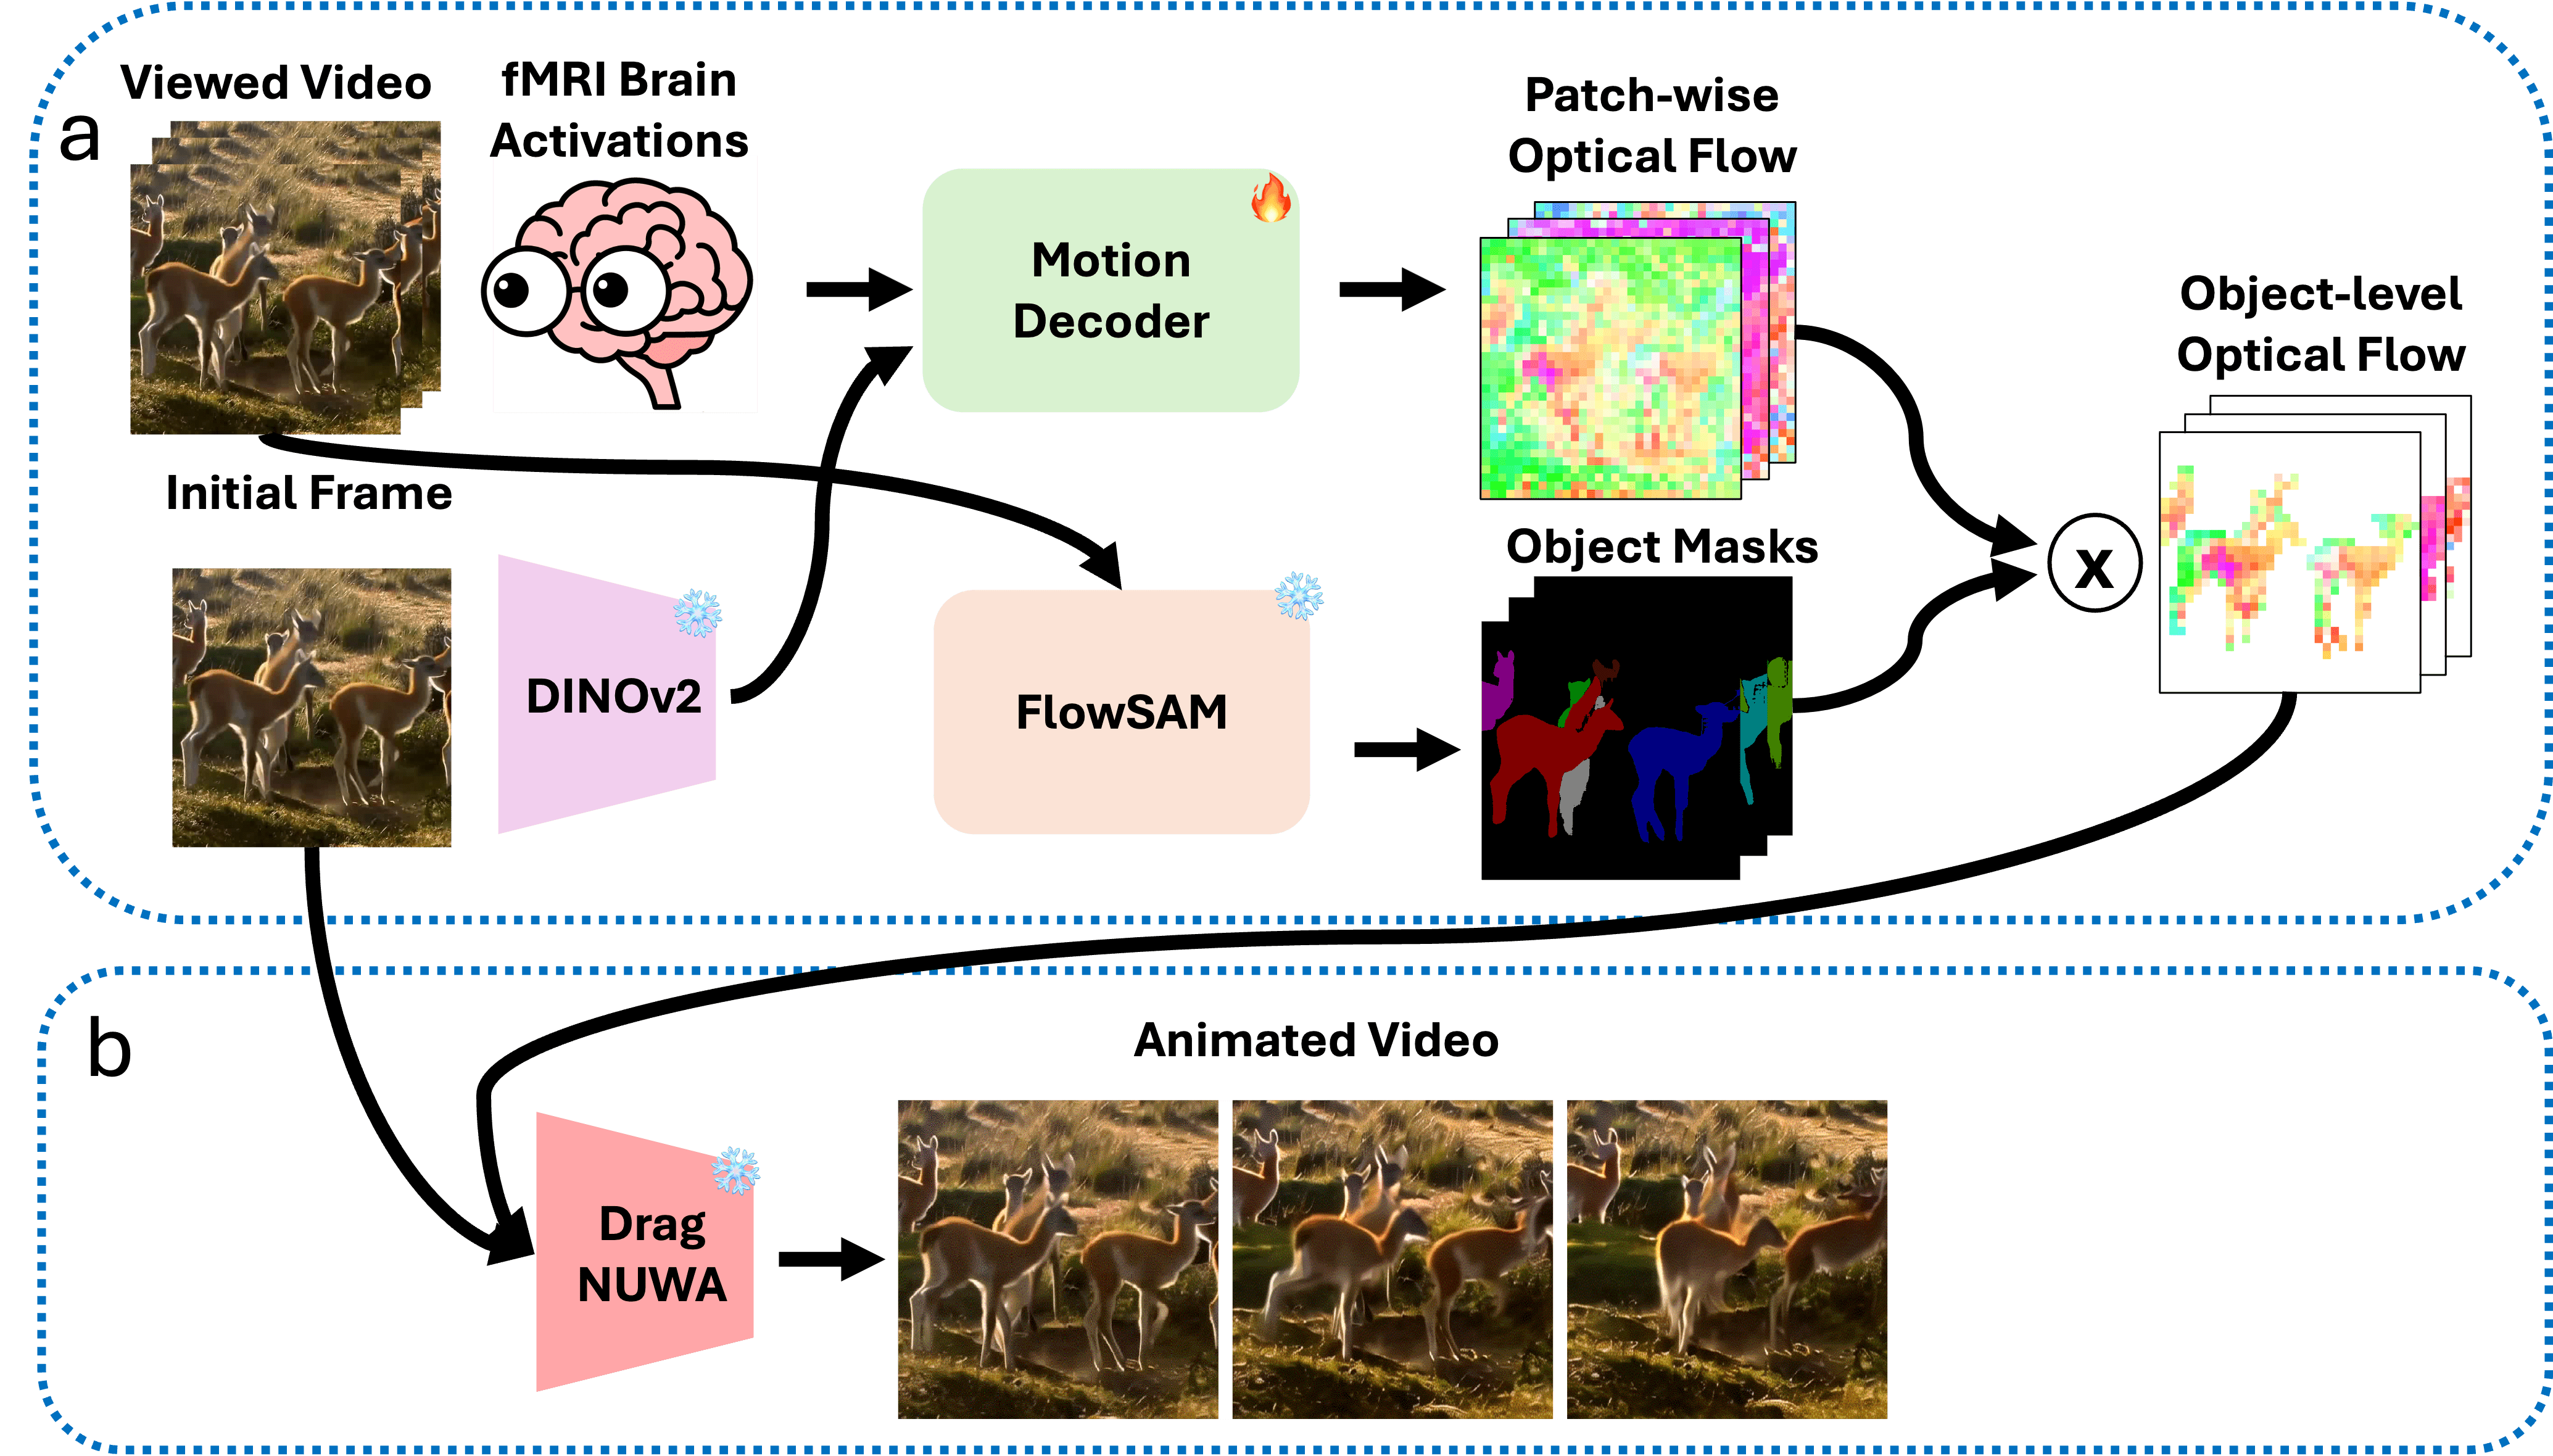 a
Viewed Video
fMRI Brain
Activations
Motion
Decoder
Patch-wise
Optical Flow
Object-level
Optical Flow
Initial Frame
DINOv2
FlowSAM
Object Masks
x
b
Animated Video
Drag
NUWA